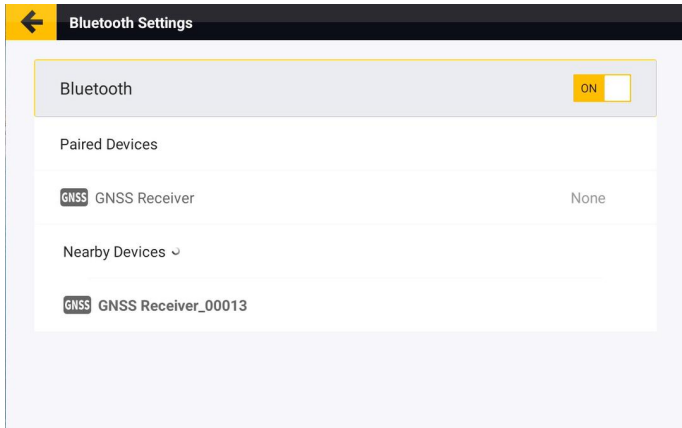 Bluetooth Settings
Bluetooth ON
Paired Devices
GNSS GNSS Receiver None
Nearby Devices
GNSS GNSS Receiver_00013